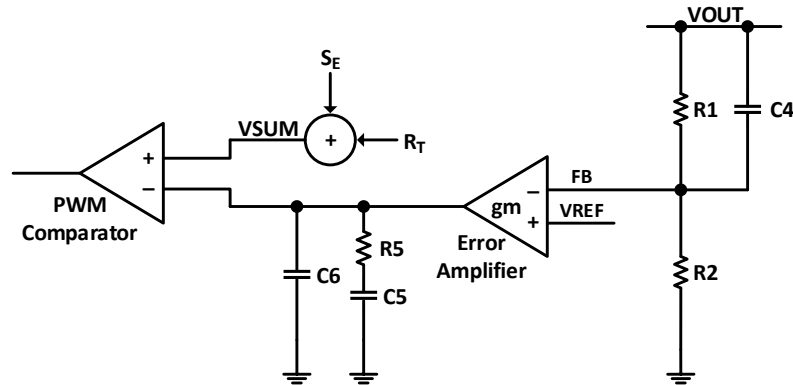 VOUT
SE
VSUM
+
RT
R1
C4
+
−
PWM
Comparator
FB
−
gm
+
VREF
Error
Amplifier
R5
C6
C5
R2